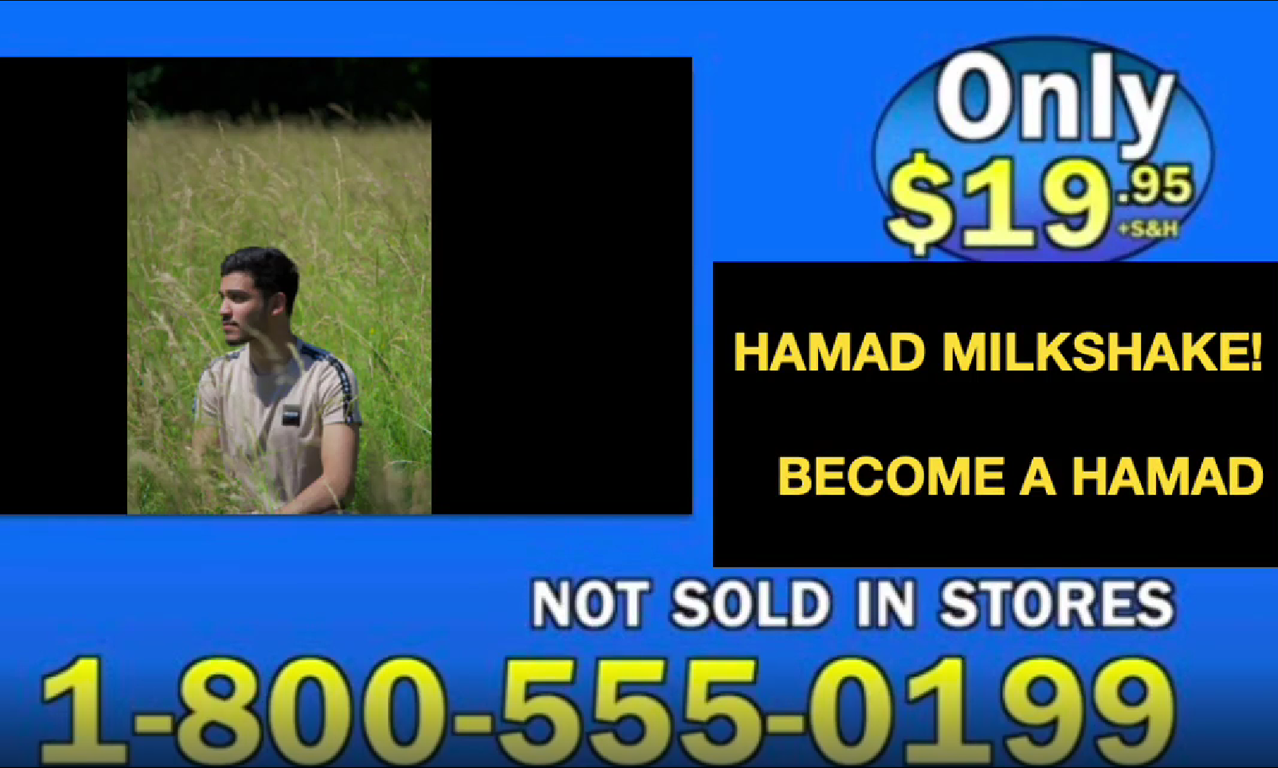 Only
$19.95
+S&H
HAMAD MILKSHAKE!
BECOME A HAMAD
NOT SOLD IN STORES
1-800-555-0199